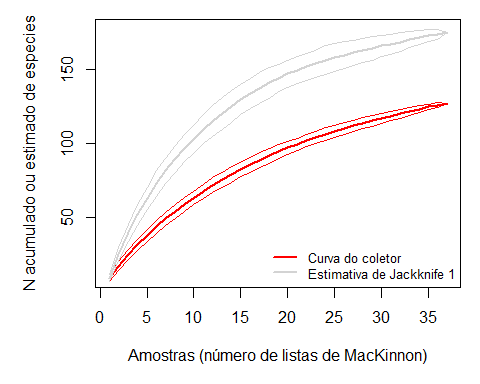 N acumulado ou estimado de especies
150
100
50
Curva do coletor
Estimativa de Jackknife 1
0 5 10 15 20 25 30 35
Amostras (número de listas de MacKinnon)